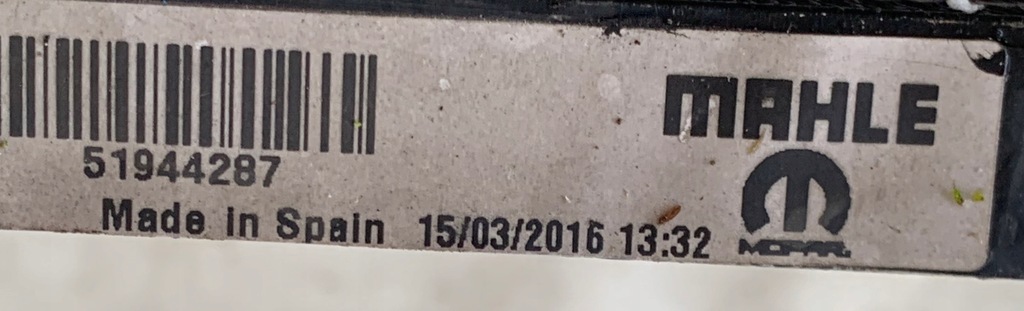 51944287
Made in Spain 15/03/2016 13:32
MAHLE
MOPAR